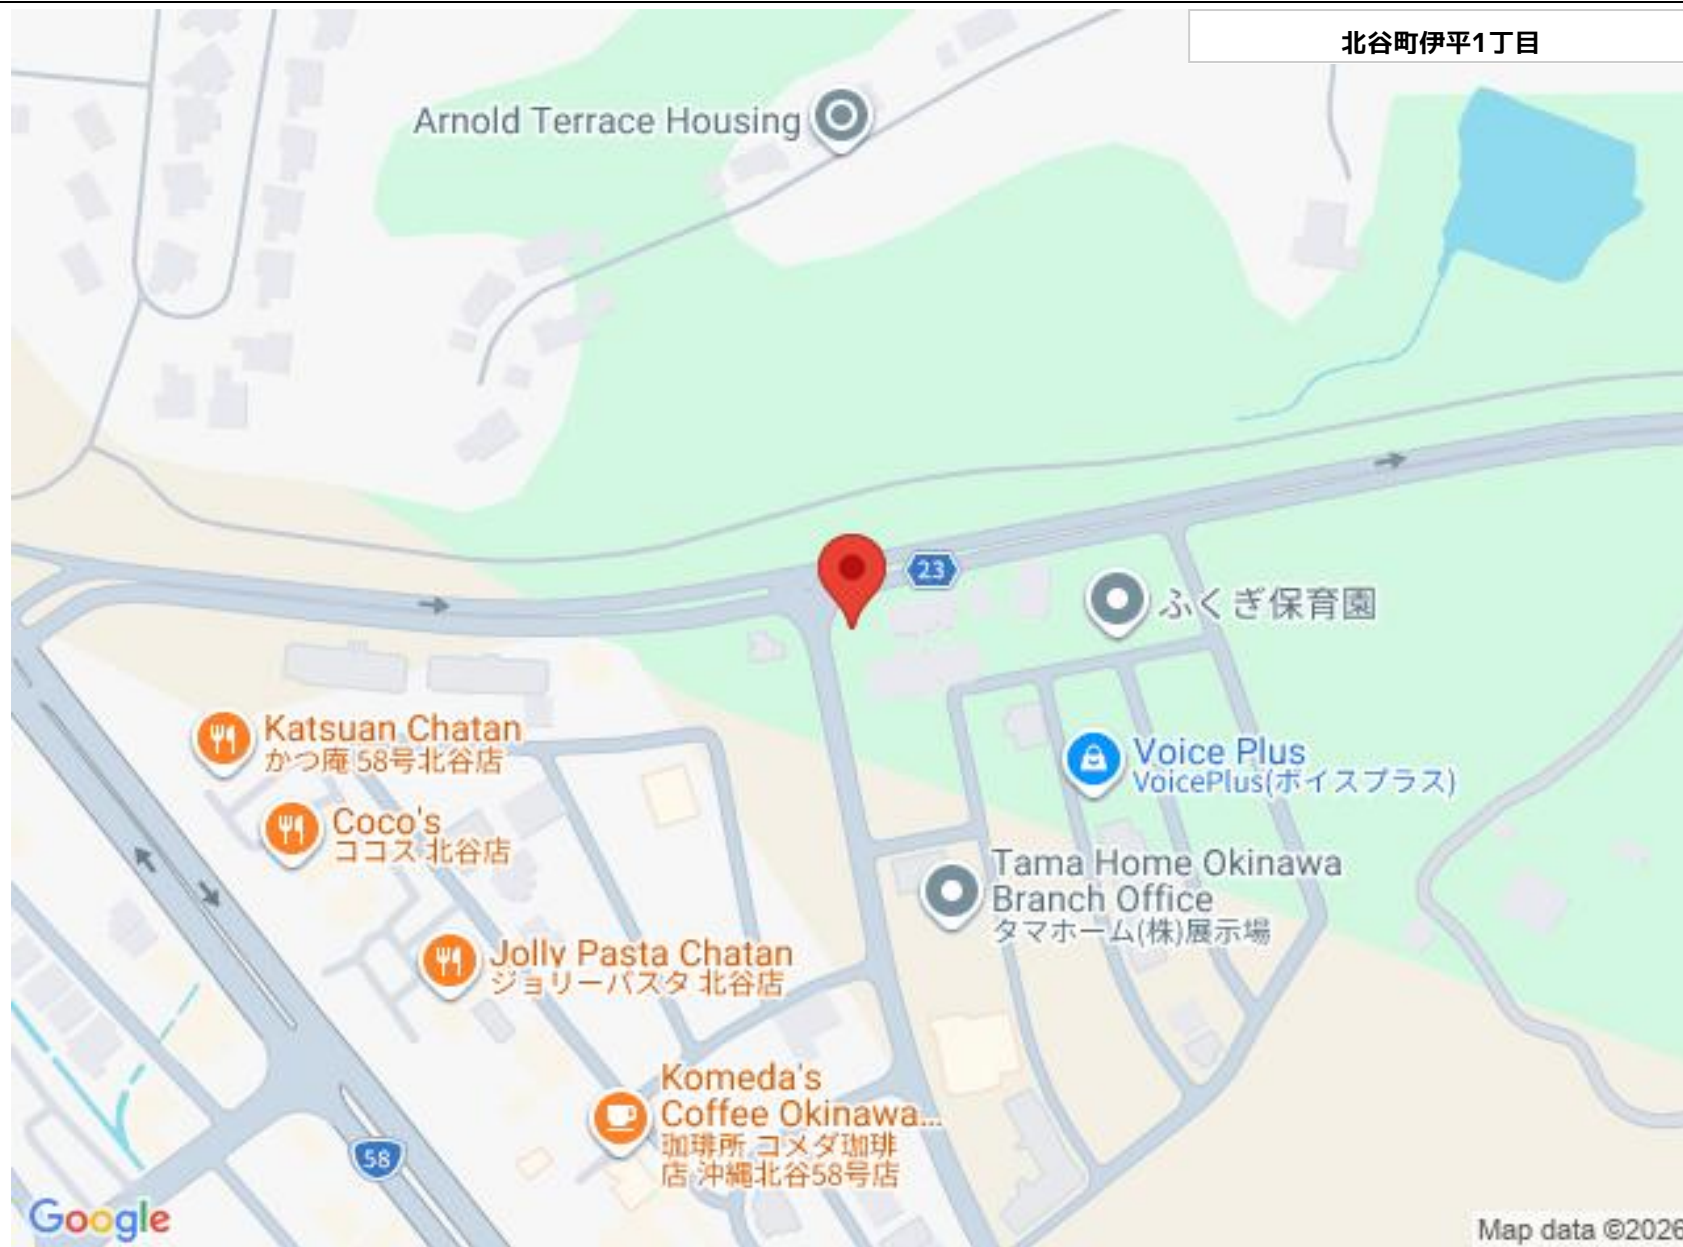 北谷町伊平1丁目
Arnold Terrace Housing
23
ふくぎ保育園
Katsuan Chatan
かつ庵 58号北谷店
Voice Plus
VoicePlus(ボイスプラス)
Coco's
ココス 北谷店
Tama Home Okinawa
Branch Office
タマホーム(株)展示場
Jolly Pasta Chatan
ジョリーパスタ 北谷店
Komeda's
Coffee Okinawa...
珈琲所 コメダ珈琲
店 沖縄北谷58号店
58
Google
Map data ©2026